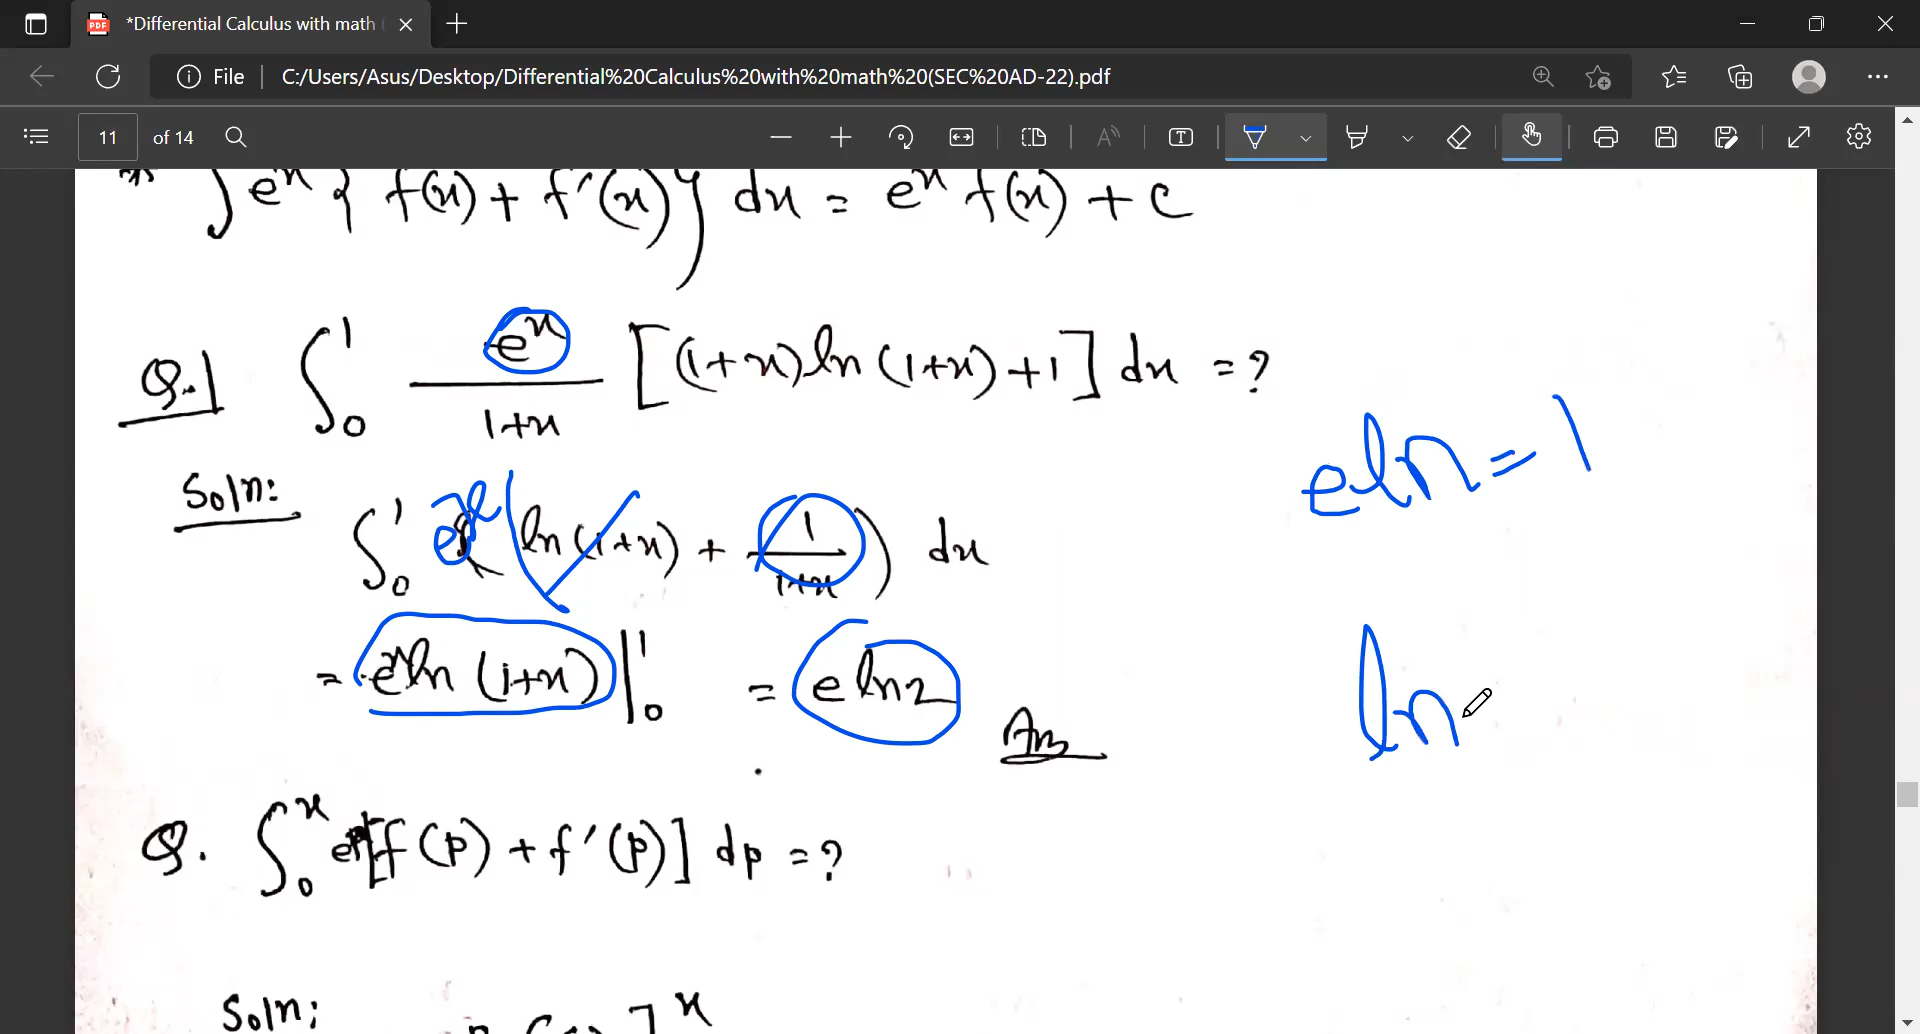 *Differential Calculus with math (
File C:/Users/Asus/Desktop/Differential%20Calculus%20with%20math%20(SEC%20AD-22).pdf
11 of 14
∫ e^x { f(x) + f'(x) } dx = e^x f(x) + c
Q.1 ∫₀¹ e^x / 1+x [(1+x) ln (1+x) + 1] dx = ?
eln = 1
Soln:
∫₀¹ e^x ( ln (1+x) + 1 / 1+x ) dx
= e^x ln (1+x) |₀¹ = e ln 2
Ans
ln
Q. ∫₀^x e^p [f (p) + f' (p)] dp = ?
Soln:
] x